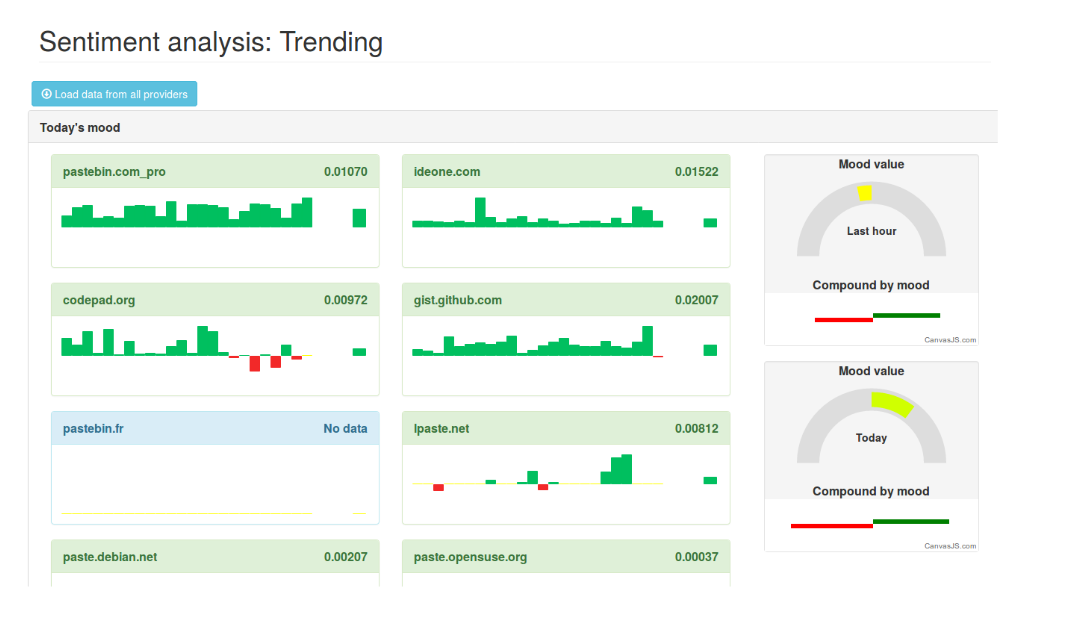 Sentiment analysis: Trending
Load data from all providers
Today's mood
pastebin.com_pro 0.01070
ideone.com 0.01522
codepad.org 0.00972
gist.github.com 0.02007
pastebin.fr No data
lpaste.net 0.00812
paste.debian.net 0.00207
paste.opensuse.org 0.00037
Mood value
Last hour
Compound by mood
CanvasJS.com
Mood value
Today
Compound by mood
CanvasJS.com